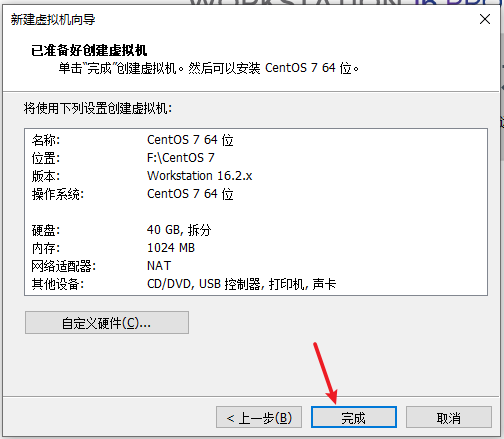 WORKSTATION 16 PRO
新建虚拟机向导
已准备好创建虚拟机
单击“完成”创建虚拟机。然后可以安装 CentOS 7 64 位。
将使用下列设置创建虚拟机:
名称: CentOS 7 64 位
位置: F:\CentOS 7
版本: Workstation 16.2.x
操作系统: CentOS 7 64 位
硬盘: 40 GB, 拆分
内存: 1024 MB
网络适配器: NAT
其他设备: CD/DVD, USB 控制器, 打印机, 声卡
自定义硬件(C)...
< 上一步(B)
完成
取消